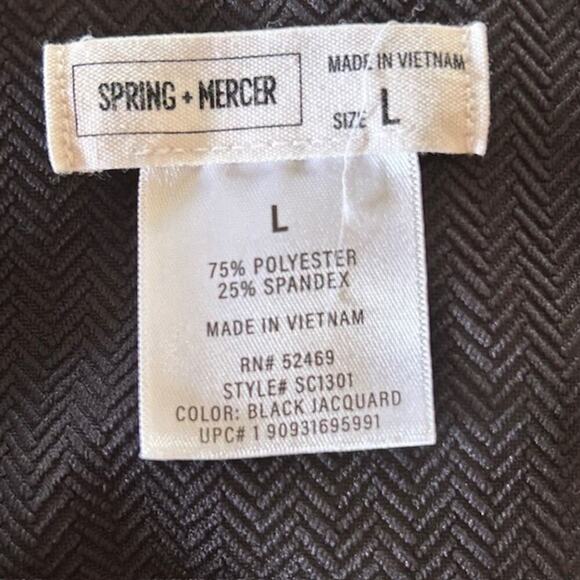 SPRING + MERCER
MADE IN VIETNAM
SIZE L
L
75% POLYESTER
25% SPANDEX
MADE IN VIETNAM
RN# 52469
STYLE# SC1301
COLOR: BLACK JACQUARD
UPC# 1 90931695991